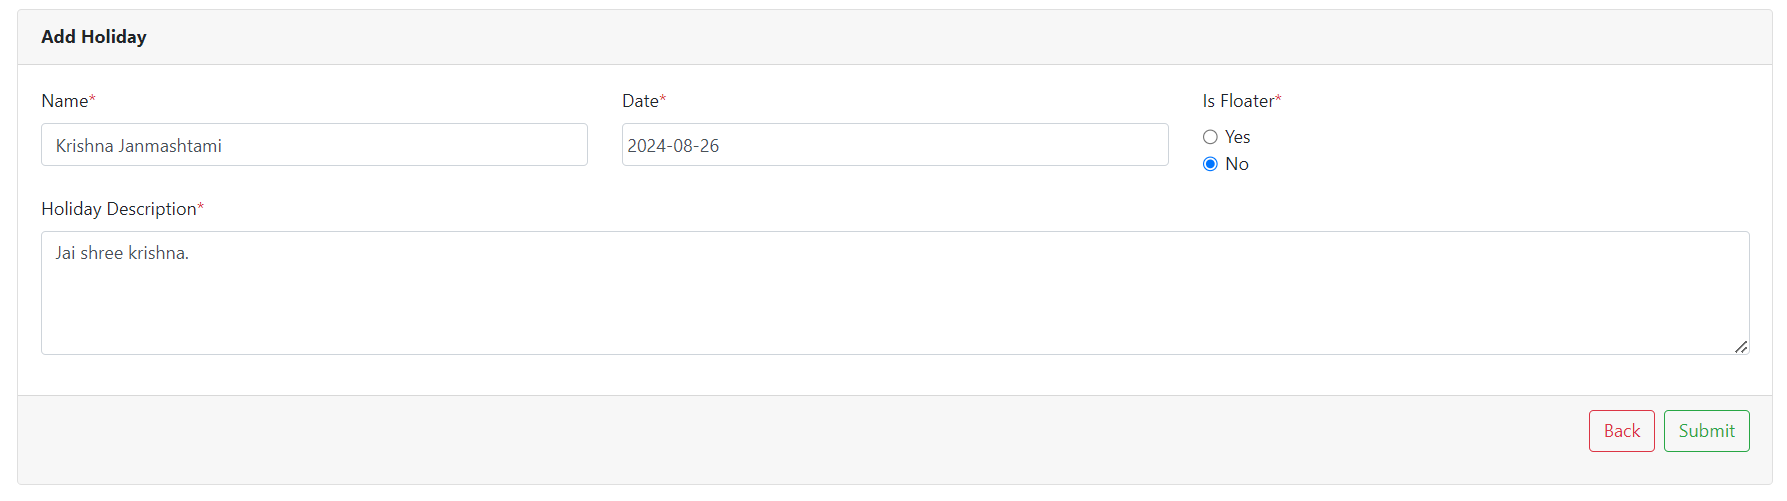 Add Holiday
Name* Date* Is Floater*
Krishna Janmashtami 2024-08-26 Yes
No
Holiday Description*
Jai shree krishna.
Back Submit